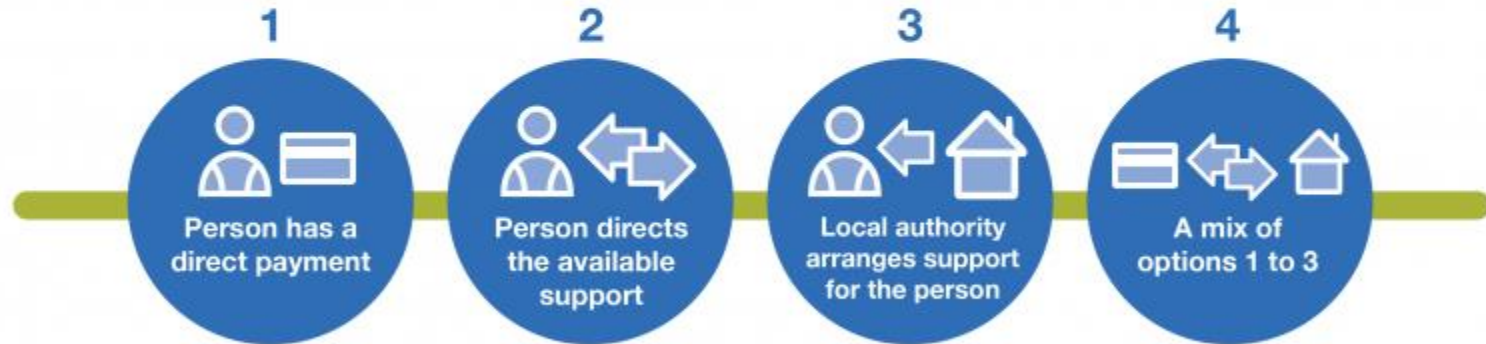 1
Person has a
direct payment
2
Person directs
the available
support
3
Local authority
arranges support
for the person
4
A mix of
options 1 to 3